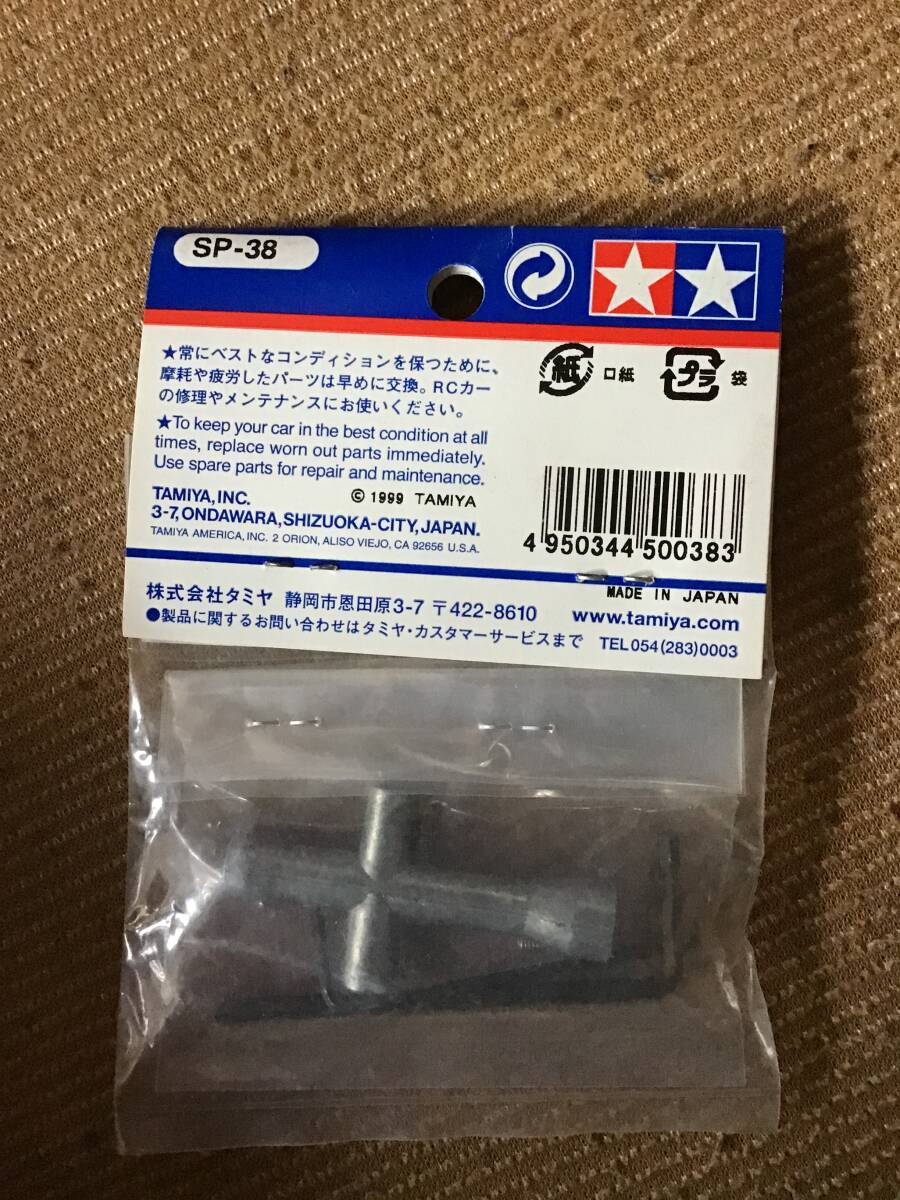 SP-38
★常にベストなコンディションを保つために、
摩耗や疲労したパーツは早めに交換。RCカー
の修理やメンテナンスにお使いください。
★To keep your car in the best condition at all
times, replace worn out parts immediately.
Use spare parts for repair and maintenance.
紙 口紙
プラ 袋
© 1999 TAMIYA
TAMIYA, INC.
3-7, ONDAWARA, SHIZUOKA-CITY, JAPAN.
TAMIYA AMERICA, INC. 2 ORION, ALISO VIEJO, CA 92656 U.S.A.
4 950344 500383
MADE IN JAPAN
株式会社タミヤ 静岡市恩田原3-7 〒422-8610
www.tamiya.com
●製品に関するお問い合わせはタミヤ・カスタマーサービスまで TEL 054(283)0003